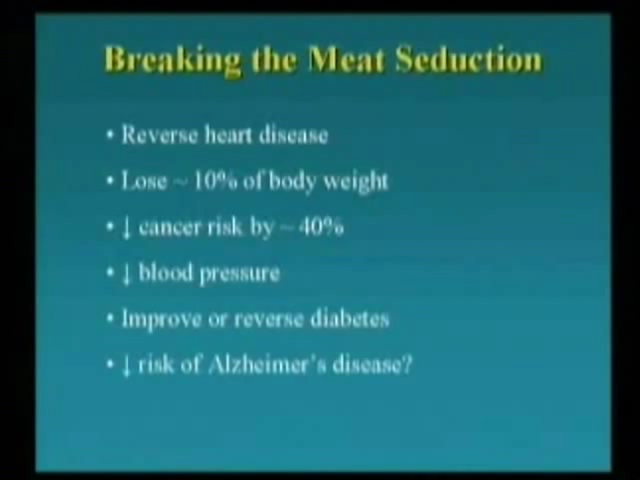 Breaking the Meat Seduction
• Reverse heart disease
• Lose ~ 10% of body weight
• ↓ cancer risk by ~ 40%
• ↓ blood pressure
• Improve or reverse diabetes
• ↓ risk of Alzheimer's disease?